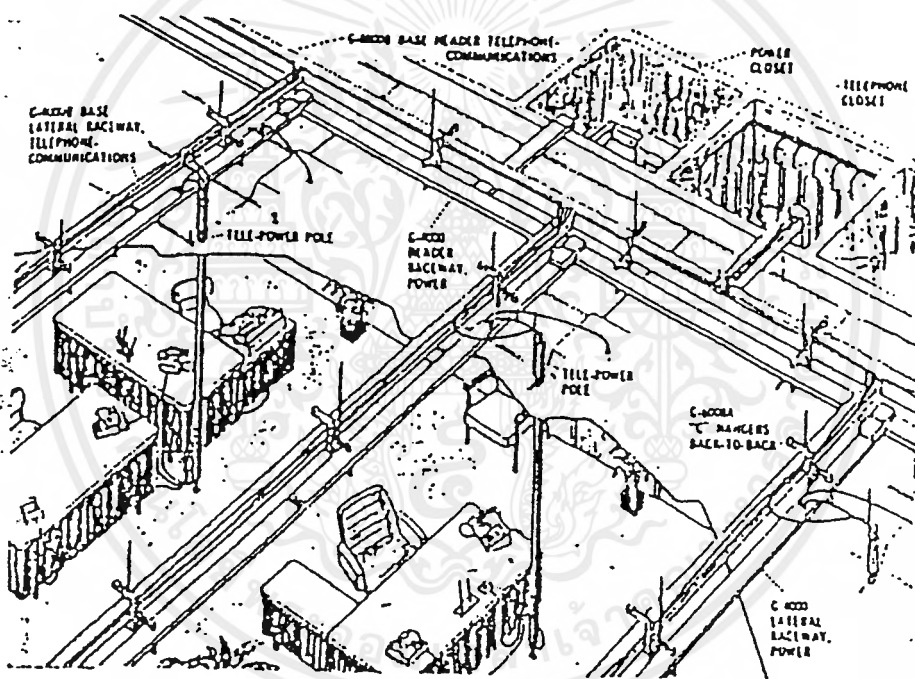 BASE HEADER TELEPHONE-
COMMUNICATIONS
POWER
CLOSET
TELEPHONE
CLOSET
BASE
LATERAL RACEWAY,
TELEPHONE-
COMMUNICATIONS
TELE-POWER POLE
HEADER
RACEWAY,
POWER
TELE-POWER
POLE
"C" HANGERS
BACK-TO-BACK
LATERAL
RACEWAY,
POWER